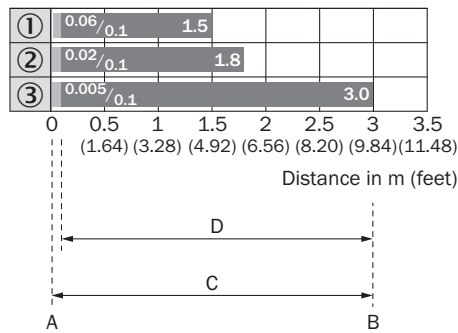 ① 0.06/0.1 1.5
② 0.02/0.1 1.8
③ 0.005/0.1 3.0
0 0.5 1 1.5 2 2.5 3 3.5
(1.64) (3.28) (4.92) (6.56) (8.20) (9.84) (11.48)
Distance in m (feet)
D
C
A B